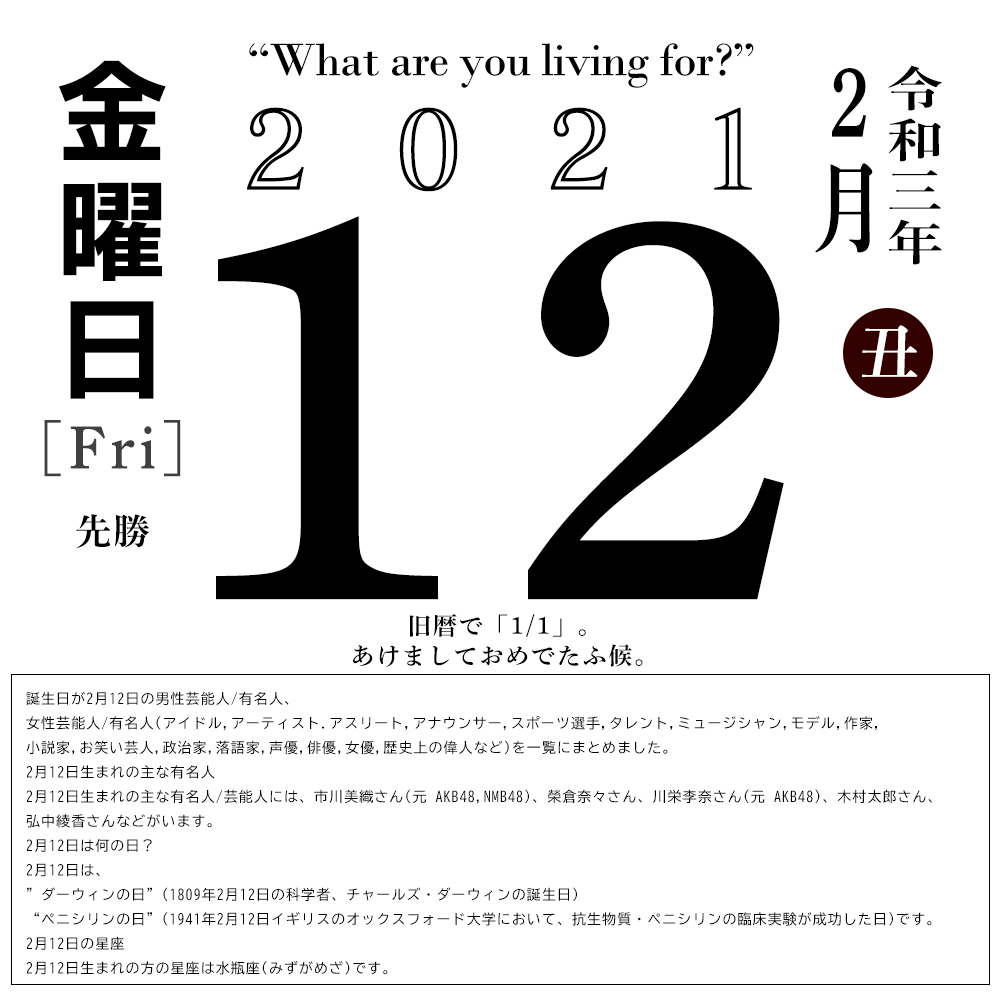 “What are you living for?”
2021
令和三年
2月
丑
12
金曜日
[Fri]
先勝
旧暦で「1/1」。
あけましておめでたふ候。
誕生日が2月12日の男性芸能人/有名人、
女性芸能人/有名人(アイドル,アーティスト.アスリート,アナウンサー,スポーツ選手,タレント,ミュージシャン,モデル,作家,
小説家,お笑い芸人,政治家,落語家,声優,俳優,女優,歴史上の偉人など)を一覧にまとめました。
2月12日生まれの主な有名人
2月12日生まれの主な有名人/芸能人には、市川美織さん(元 AKB48,NMB48)、榮倉奈々さん、川栄李奈さん(元 AKB48)、木村太郎さん、
弘中綾香さんなどがいます。
2月12日は何の日?
2月12日は、
”ダーウィンの日”(1809年2月12日の科学者、チャールズ・ダーウィンの誕生日)
“ペニシリンの日”(1941年2月12日イギリスのオックスフォード大学において、抗生物質・ペニシリンの臨床実験が成功した日)です。
2月12日の星座
2月12日生まれの方の星座は水瓶座(みずがめざ)です。